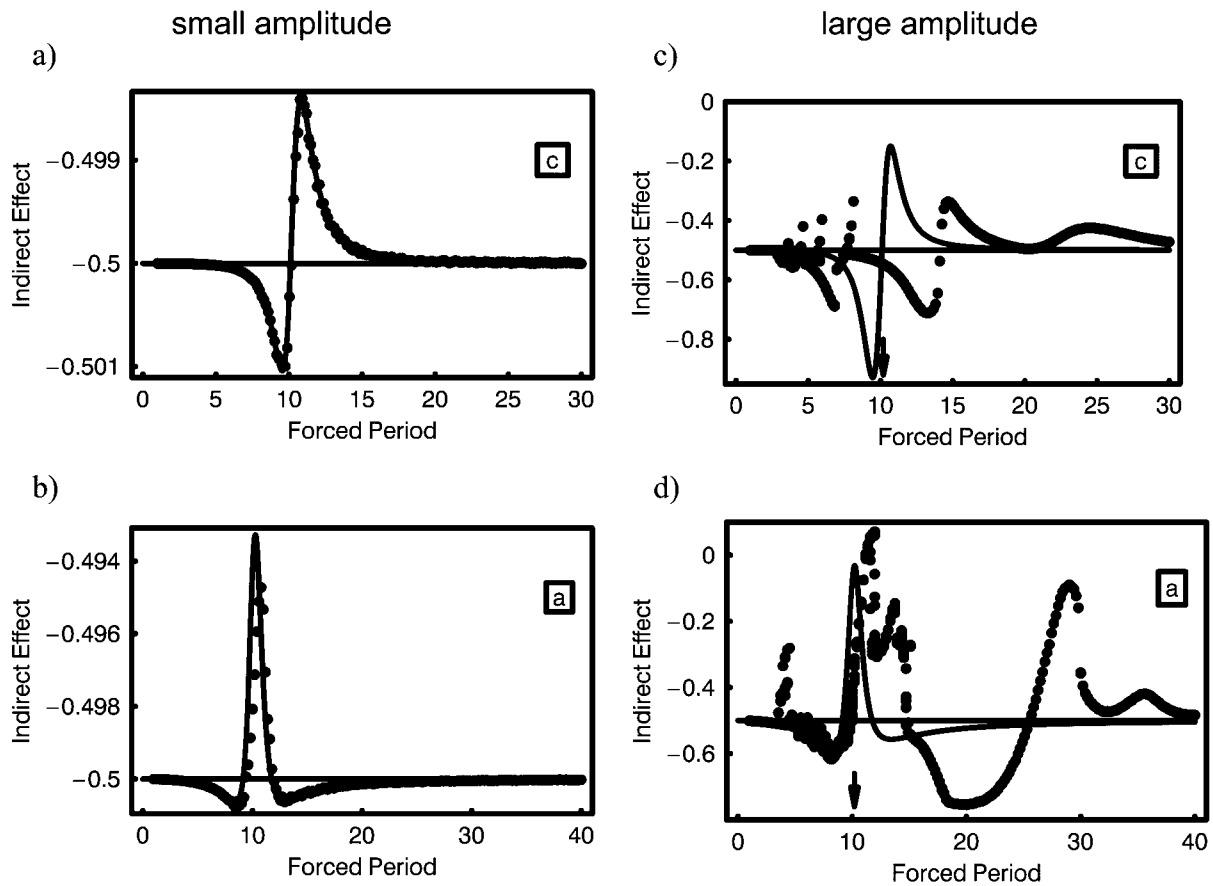 small amplitude
large amplitude
a)
Indirect Effect
−0.499
−0.5
−0.501
c
0 5 10 15 20 25 30
Forced Period
c)
Indirect Effect
0
−0.2
−0.4
−0.6
−0.8
c
0 5 10 15 20 25 30
Forced Period
b)
Indirect Effect
−0.494
−0.496
−0.498
−0.5
a
0 10 20 30 40
Forced Period
d)
Indirect Effect
0
−0.2
−0.4
−0.6
a
0 10 20 30 40
Forced Period